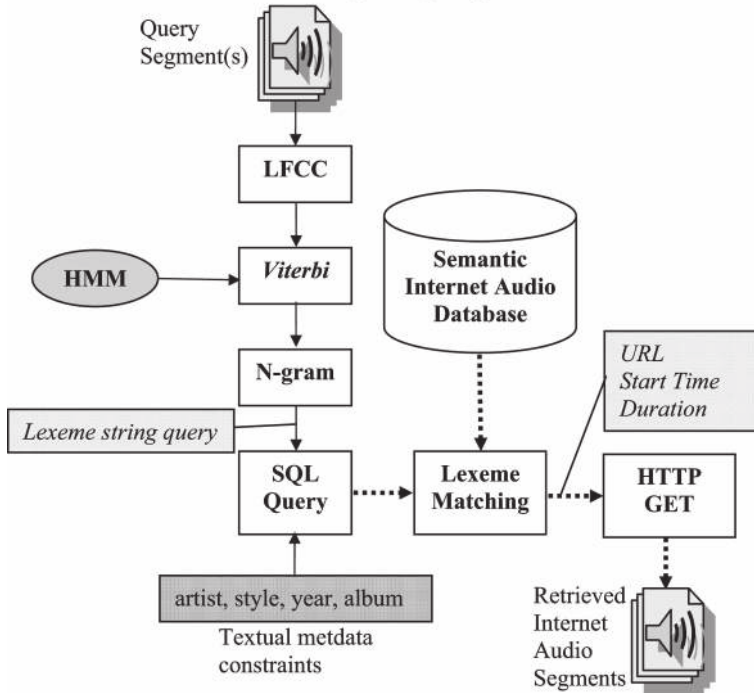 Query
Segment(s)
LFCC
HMM
Viterbi
Semantic
Internet Audio
Database
N-gram
URL
Start Time
Duration
Lexeme string query
SQL
Query
Lexeme
Matching
HTTP
GET
artist, style, year, album
Textual metdata
constraints
Retrieved
Internet
Audio
Segments